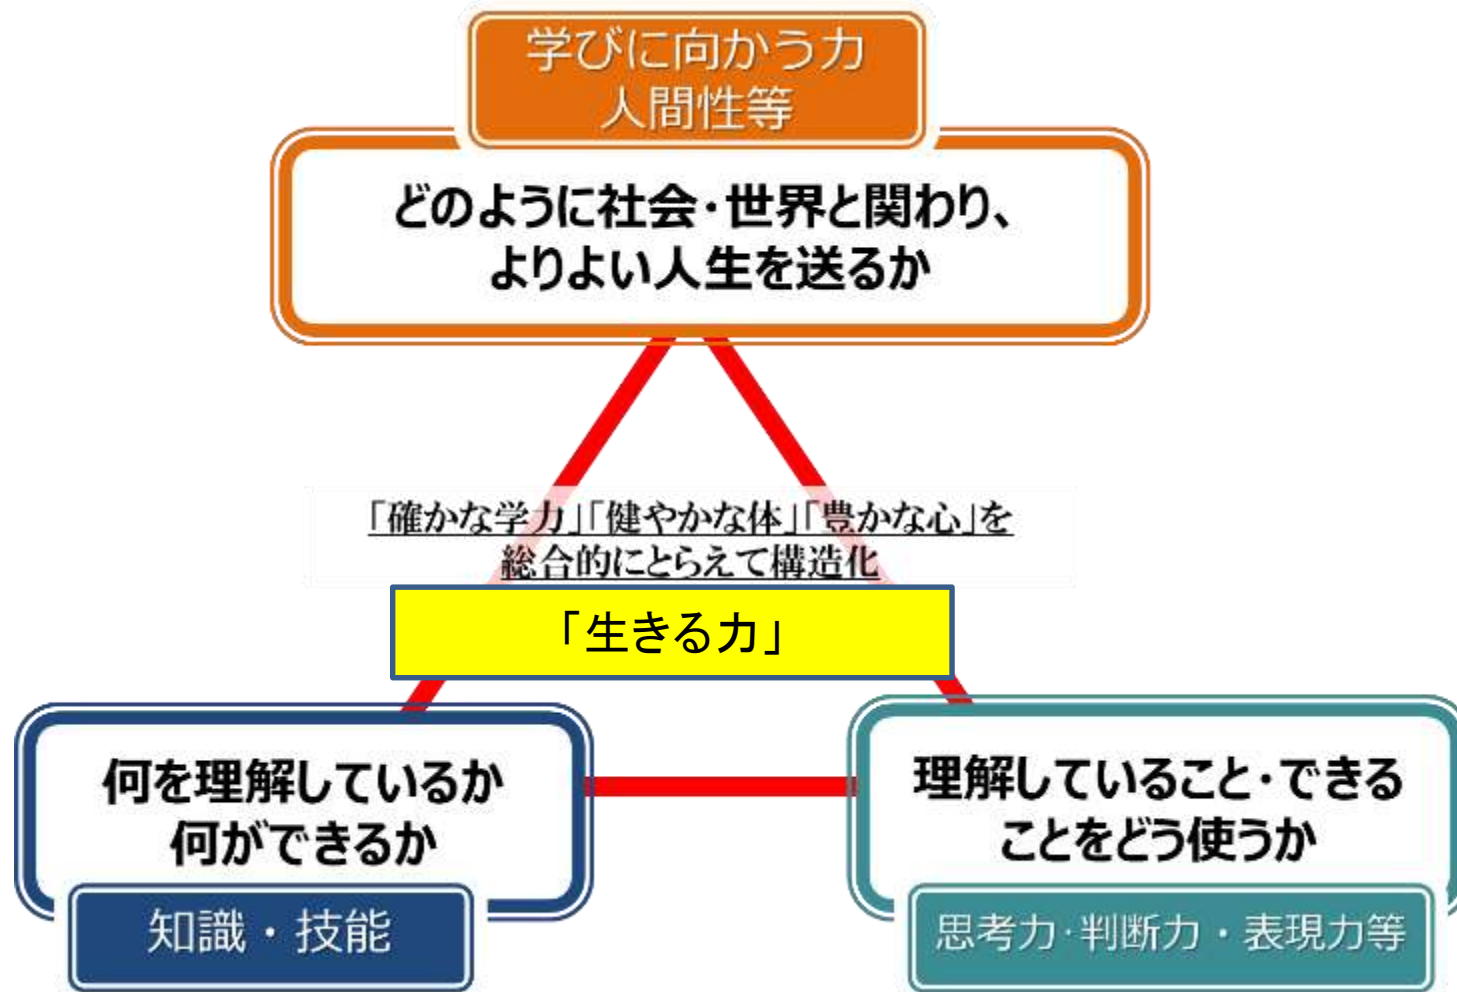 学びに向かう力
人間性等
どのように社会・世界と関わり、
よりよい人生を送るか
「確かな学力」「健やかな体」「豊かな心」を
総合的にとらえて構造化
「生きる力」
何を理解しているか
何ができるか
知識・技能
理解していること・できる
ことをどう使うか
思考力・判断力・表現力等